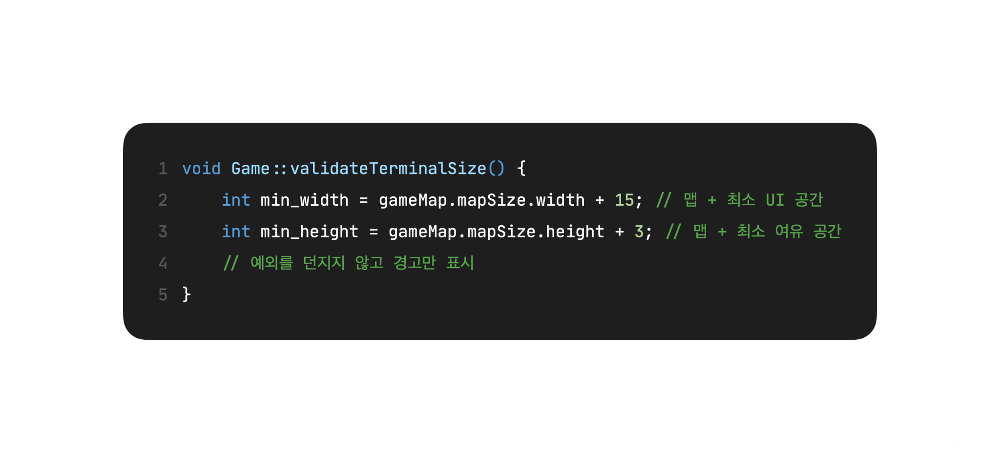 1 void Game::validateTerminalSize() {
2 int min_width = gameMap.mapSize.width + 15; // 맵 + 최소 UI 공간
3 int min_height = gameMap.mapSize.height + 3; // 맵 + 최소 여유 공간
4 // 예외를 던지지 않고 경고만 표시
5 }